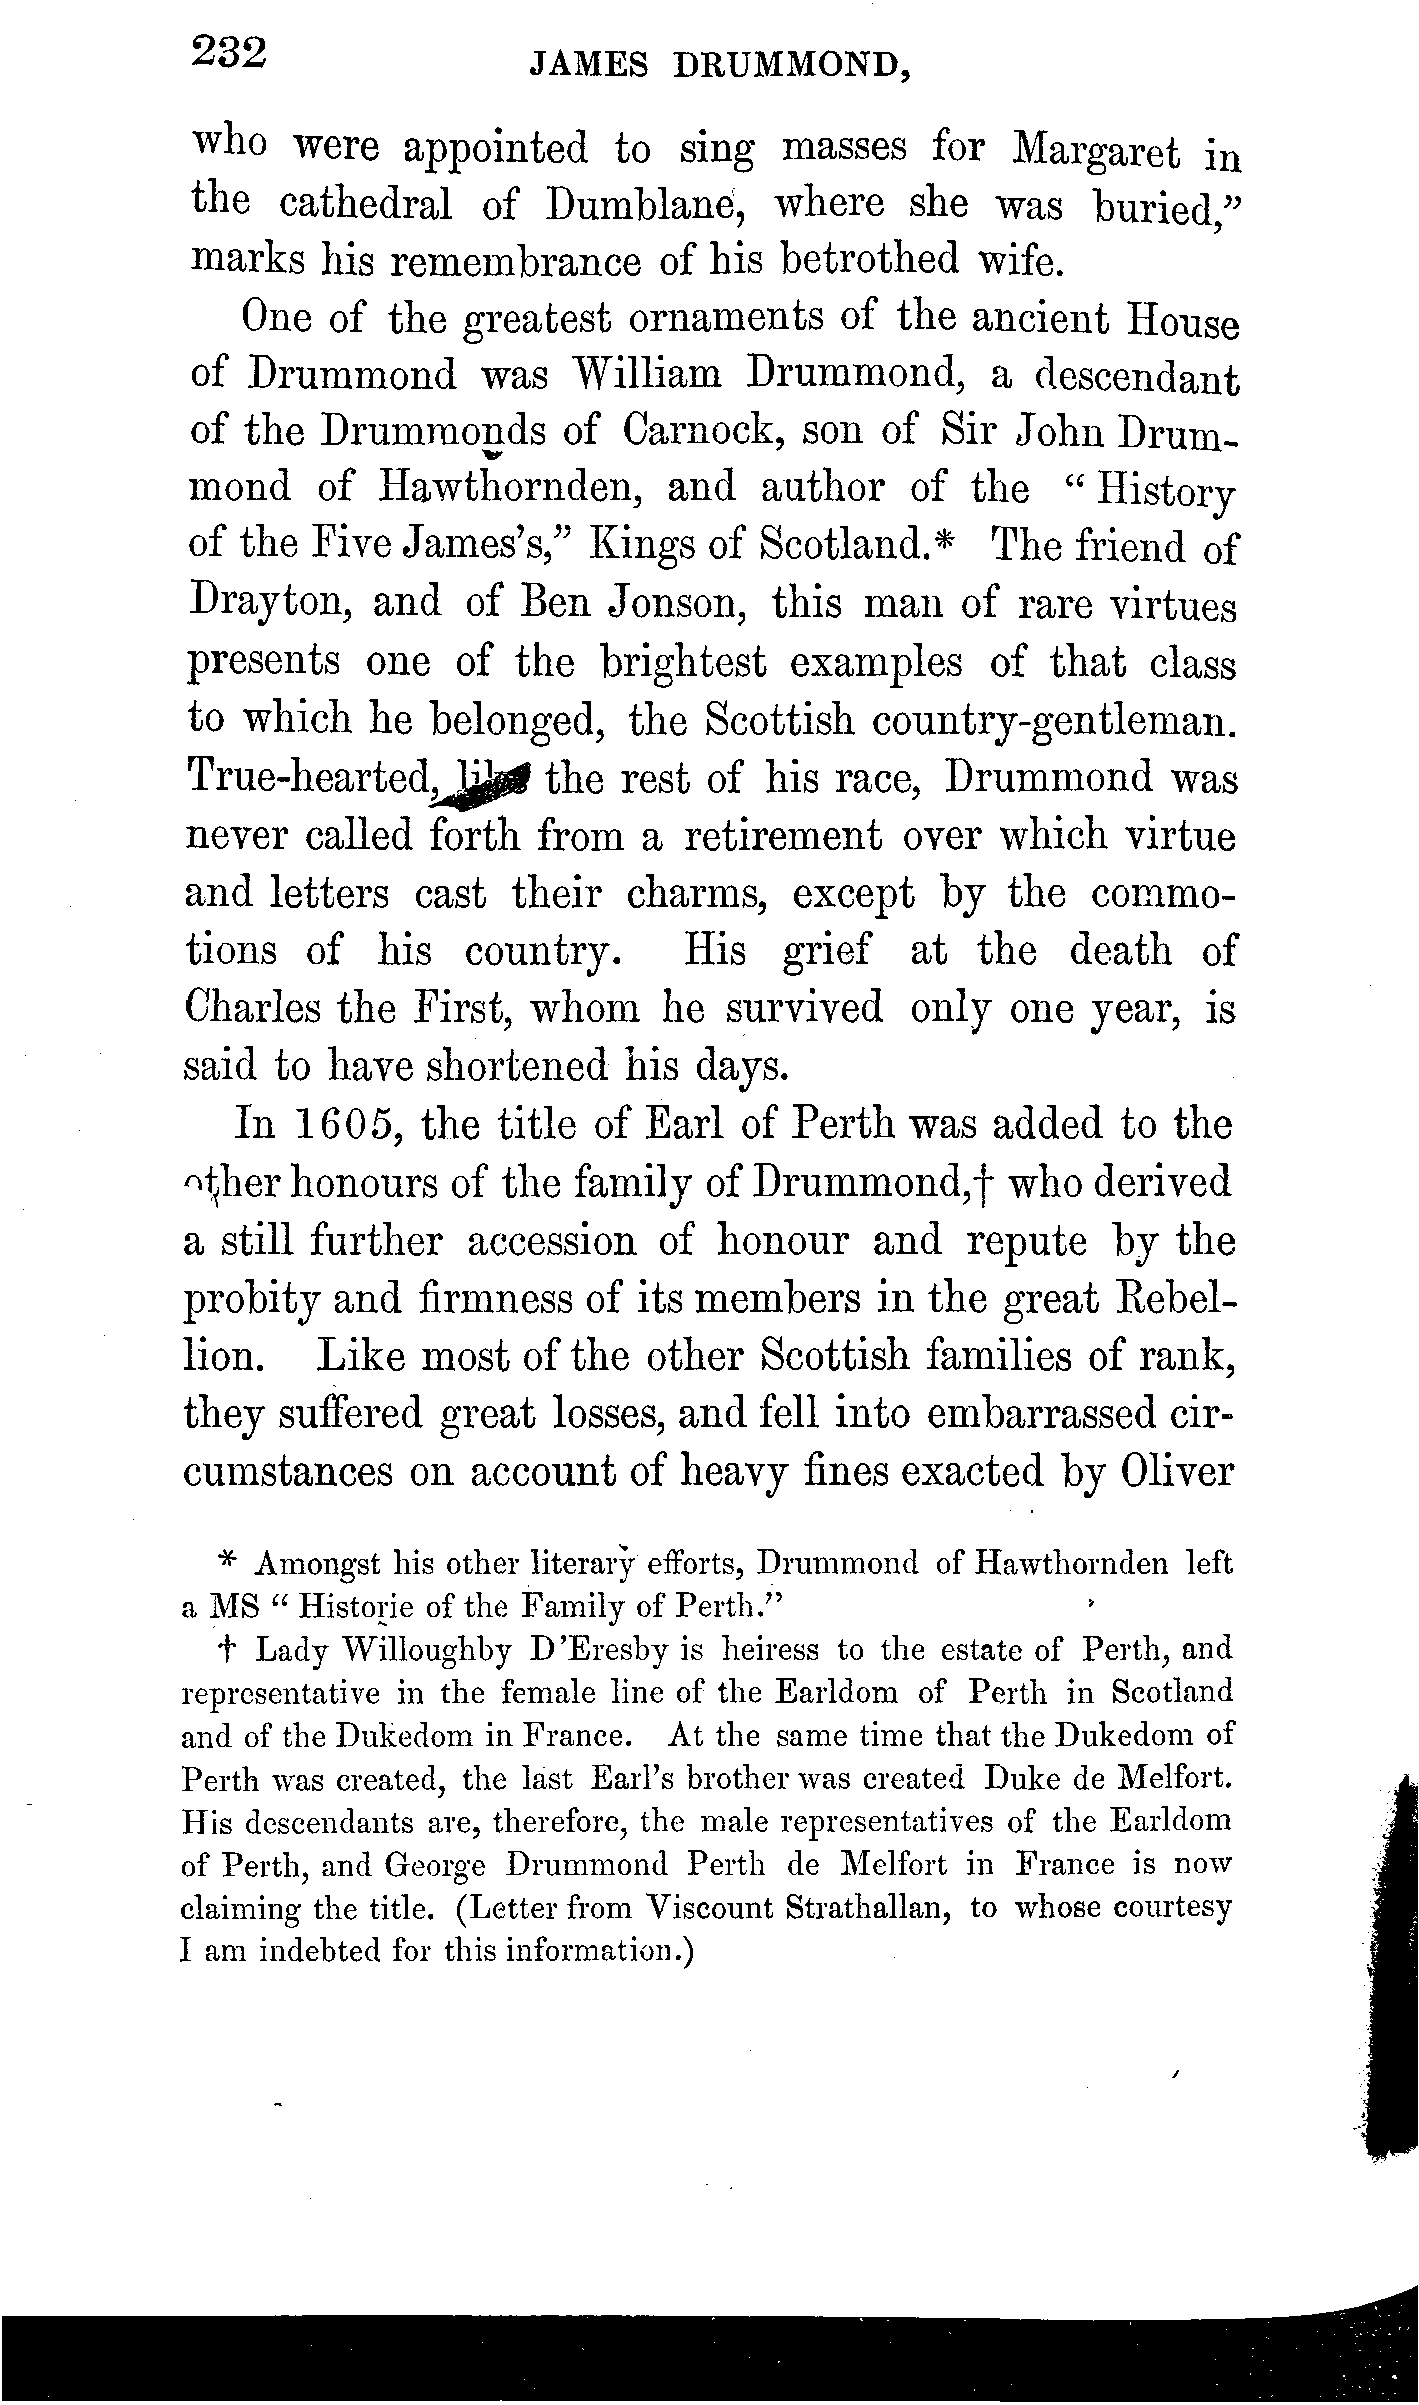 232
JAMES DRUMMOND,
who were appointed to sing masses for Margaret in
the cathedral of Dumblane, where she was buried,”
marks his remembrance of his betrothed wife.
One of the greatest ornaments of the ancient House
of Drummond was William Drummond, a descendant
of the Drummonds of Carnock, son of Sir John Drum-
mond of Hawthornden, and author of the “ History
of the Five James’s,” Kings of Scotland.* The friend of
Drayton, and of Ben Jonson, this man of rare virtues
presents one of the brightest examples of that class
to which he belonged, the Scottish country-gentleman.
True-hearted, like the rest of his race, Drummond was
never called forth from a retirement over which virtue
and letters cast their charms, except by the commo-
tions of his country. His grief at the death of
Charles the First, whom he survived only one year, is
said to have shortened his days.
In 1605, the title of Earl of Perth was added to the
other honours of the family of Drummond,† who derived
a still further accession of honour and repute by the
probity and firmness of its members in the great Rebel-
lion. Like most of the other Scottish families of rank,
they suffered great losses, and fell into embarrassed cir-
cumstances on account of heavy fines exacted by Oliver
* Amongst his other literary efforts, Drummond of Hawthornden left
a MS “ Historie of the Family of Perth.”
† Lady Willoughby D’Eresby is heiress to the estate of Perth, and
representative in the female line of the Earldom of Perth in Scotland
and of the Dukedom in France. At the same time that the Dukedom of
Perth was created, the last Earl’s brother was created Duke de Melfort.
His descendants are, therefore, the male representatives of the Earldom
of Perth, and George Drummond Perth de Melfort in France is now
claiming the title. (Letter from Viscount Strathallan, to whose courtesy
I am indebted for this information.)